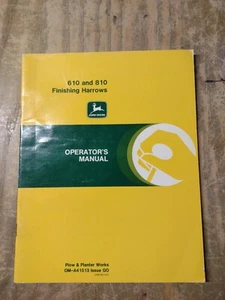 610 and 810
Finishing Harrows
JOHN DEERE
OPERATOR'S
MANUAL
Plow & Planter Works
OM-A41515 Issue G0